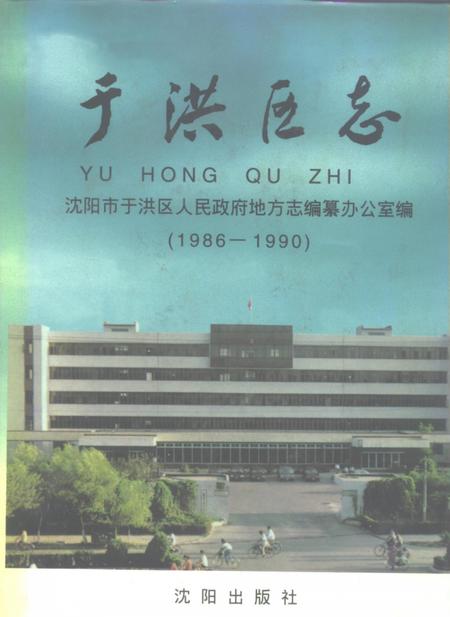 于洪区志
YU HONG QU ZHI
沈阳市于洪区人民政府地方志编纂办公室编
(1986—1990)
沈阳出版社